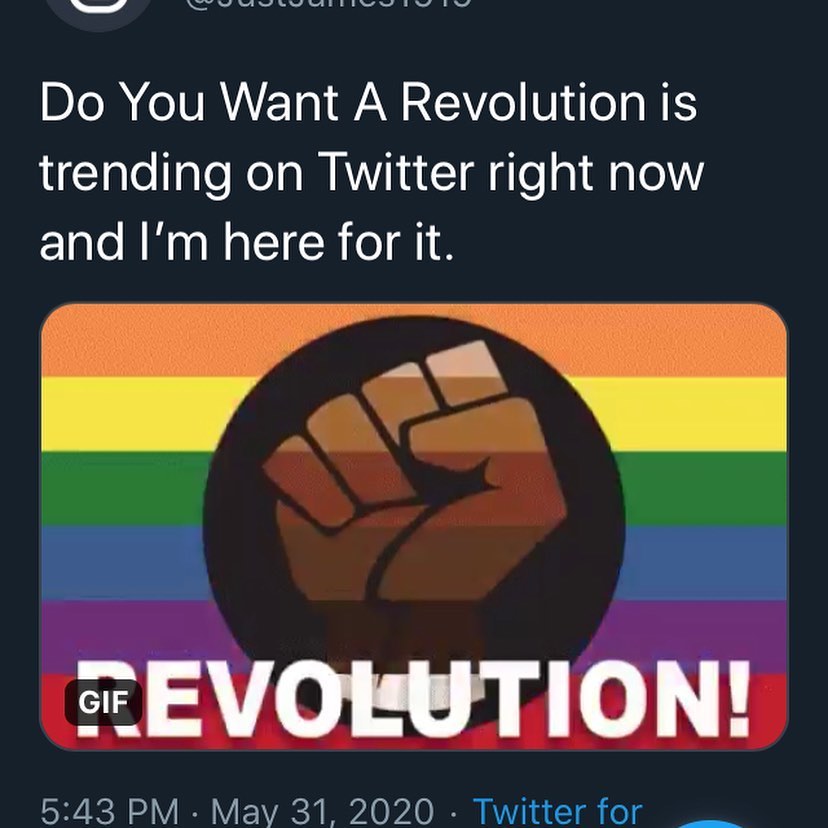 @JustJames1919
Do You Want A Revolution is
trending on Twitter right now
and I’m here for it.
REVOLUTION!
GIF
5:43 PM · May 31, 2020 · Twitter for